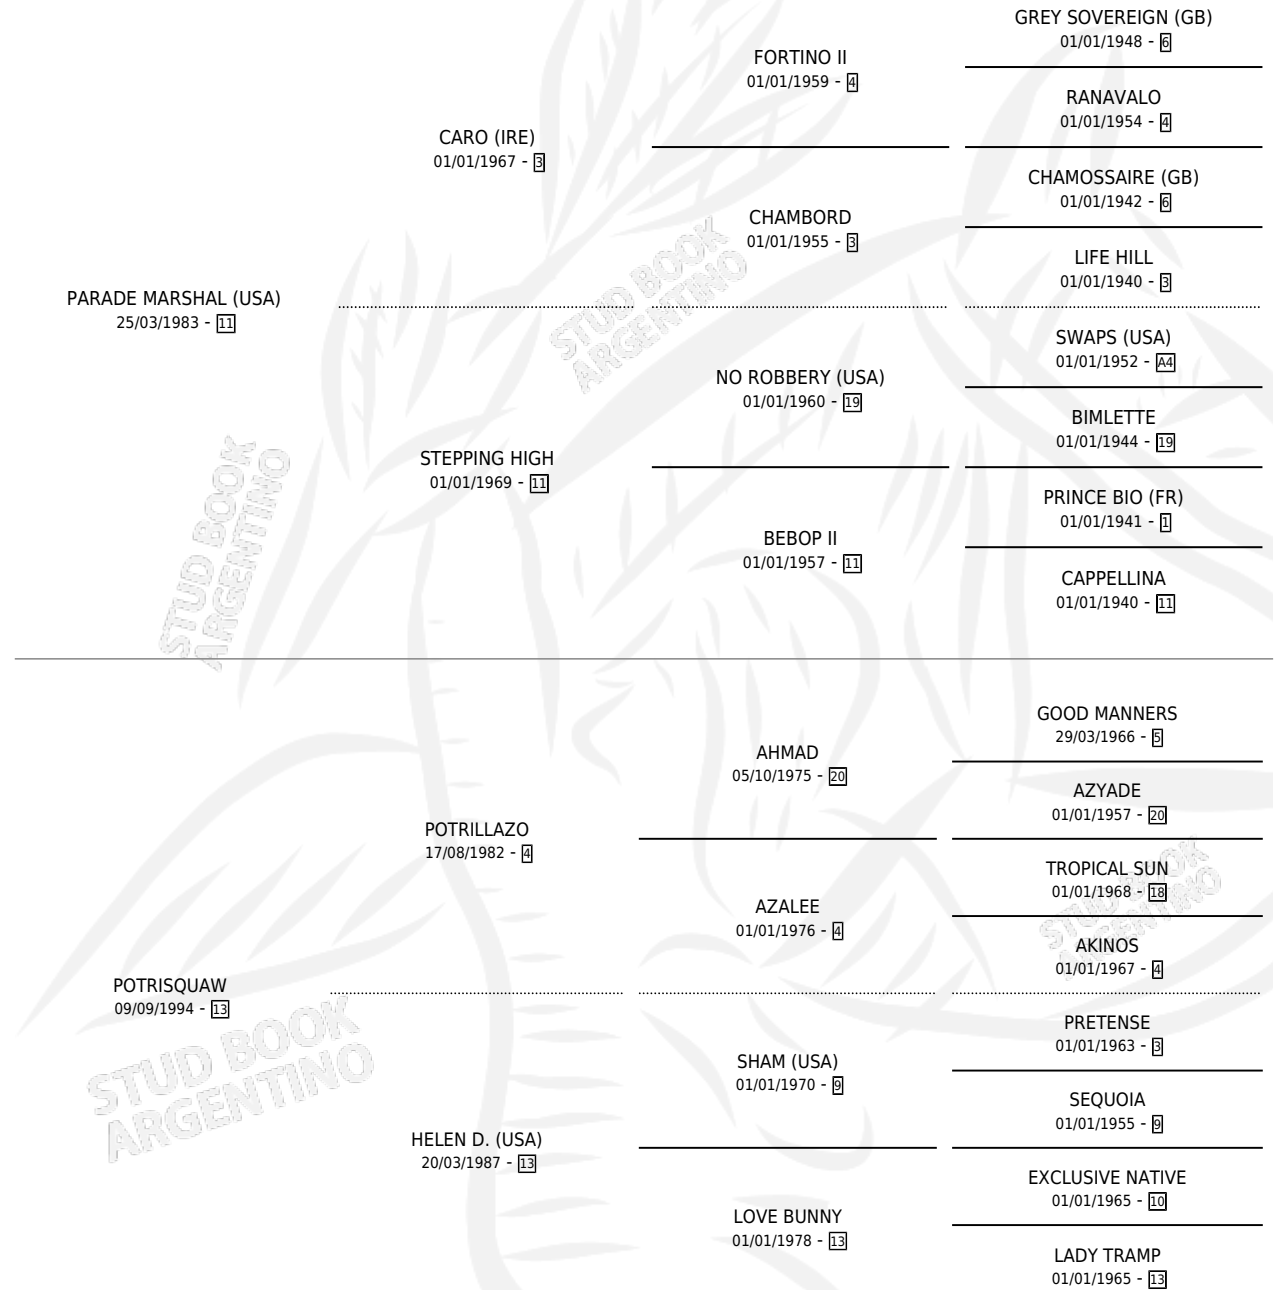 GREY SOVEREIGN (GB)
01/01/1948 - 6
FORTINO II
01/01/1959 - 4
RANAVALO
01/01/1954 - 4
CARO (IRE)
01/01/1967 - 3
CHAMOSSAIRE (GB)
01/01/1942 - 6
CHAMBORD
01/01/1955 - 3
LIFE HILL
01/01/1940 - 3
PARADE MARSHAL (USA)
25/03/1983 - 11
SWAPS (USA)
01/01/1952 - A4
NO ROBBERY (USA)
01/01/1960 - 19
BIMLETTE
01/01/1944 - 19
STEPPING HIGH
01/01/1969 - 11
PRINCE BIO (FR)
01/01/1941 - 1
BEBOP II
01/01/1957 - 11
CAPPELLINA
01/01/1940 - 11
GOOD MANNERS
29/03/1966 - 5
AHMAD
05/10/1975 - 20
AZYADE
01/01/1957 - 20
POTRILLAZO
17/08/1982 - 4
TROPICAL SUN
01/01/1968 - 18
AZALEE
01/01/1976 - 4
AKINOS
01/01/1967 - 4
POTRISQUAW
09/09/1994 - 13
PRETENSE
01/01/1963 - 3
SHAM (USA)
01/01/1970 - 9
SEQUOIA
01/01/1955 - 9
HELEN D. (USA)
20/03/1987 - 13
EXCLUSIVE NATIVE
01/01/1965 - 10
LOVE BUNNY
01/01/1978 - 13
LADY TRAMP
01/01/1965 - 13
STUD BOOK
ARGENTINO
STUD BOOK
ARGENTINO
STUD BOOK
ARGENTINO
STUD BOOK
ARGENTINO